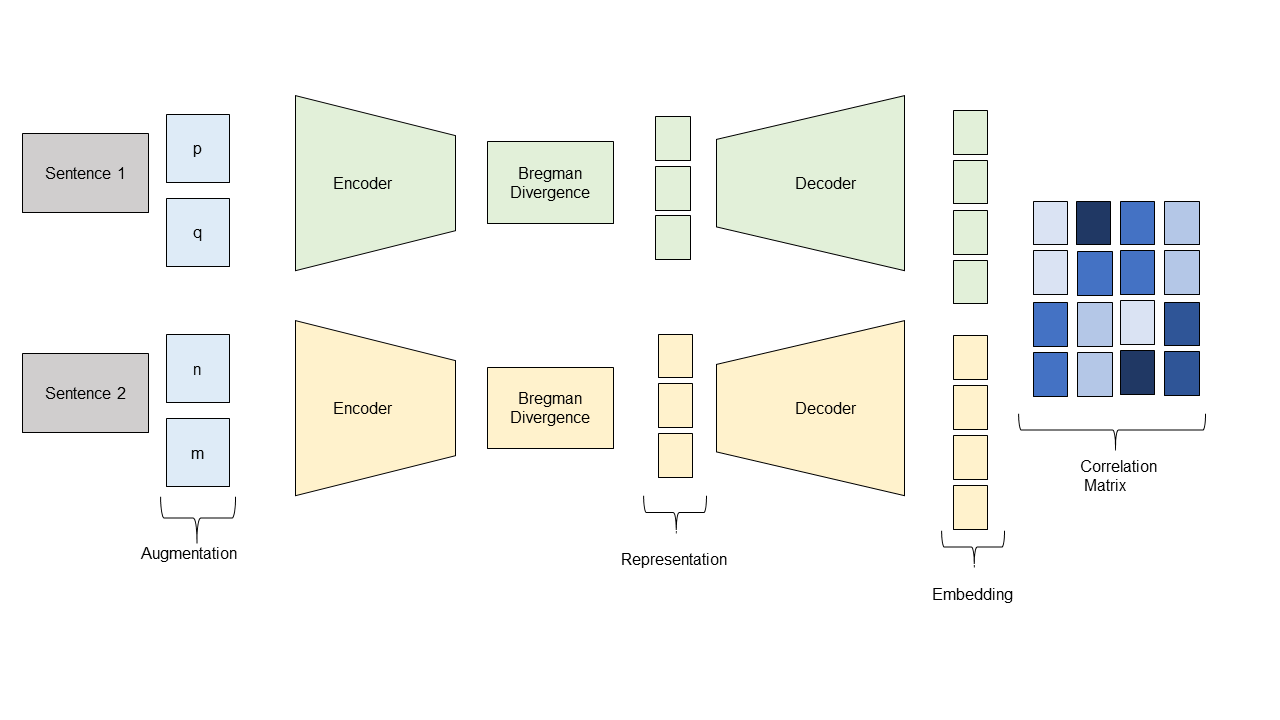 Sentence 1
p
q
Encoder
Bregman
Divergence
Decoder
Sentence 2
n
m
Encoder
Bregman
Divergence
Decoder
Augmentation
Representation
Embedding
Correlation
Matrix